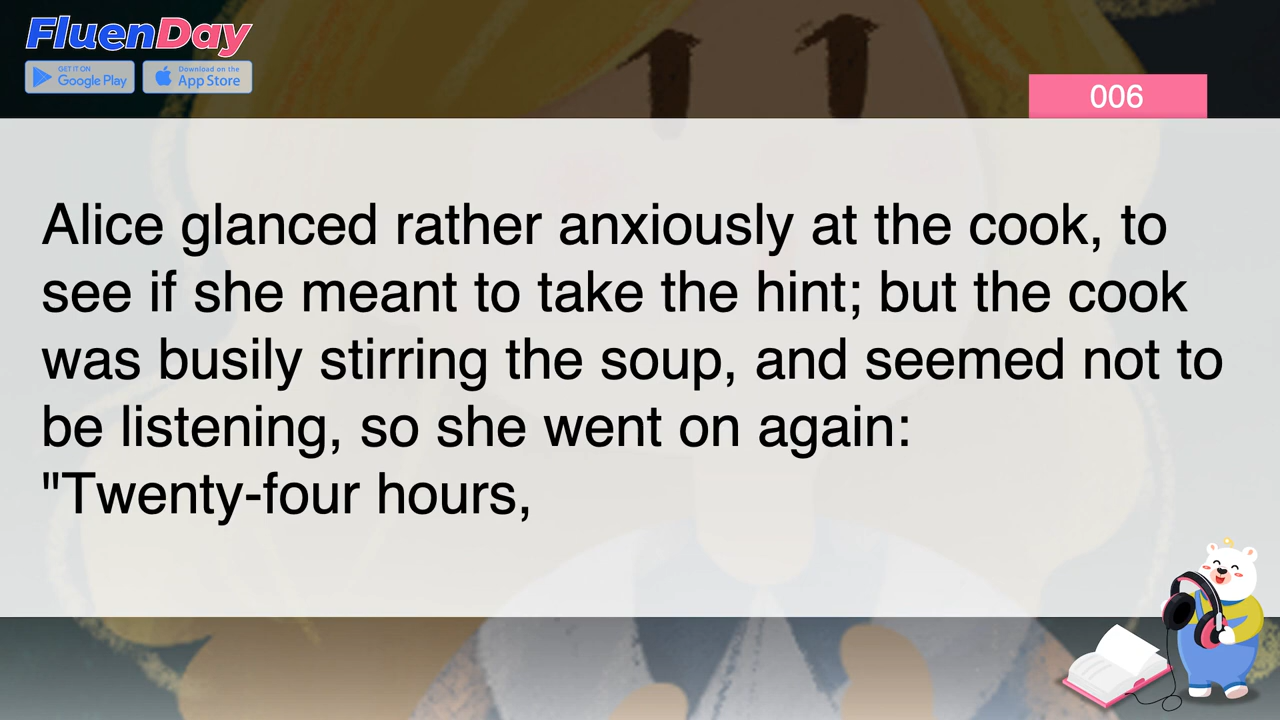 FluenDay
GET IT ON
Google Play
Download on the
App Store
006
Alice glanced rather anxiously at the cook, to
see if she meant to take the hint; but the cook
was busily stirring the soup, and seemed not to
be listening, so she went on again:
"Twenty-four hours,